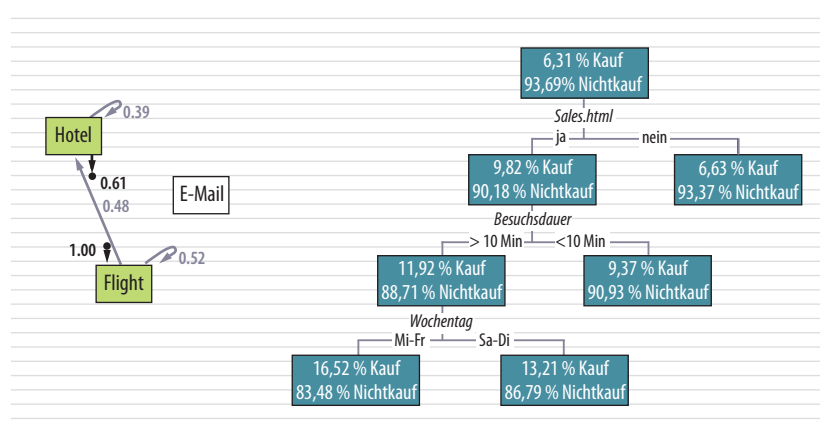 0.39
Hotel
0.61
0.48
E-Mail
1.00
0.52
Flight
6,31 % Kauf
93,69% Nichtkauf
Sales.html
ja
nein
9,82 % Kauf
90,18 % Nichtkauf
6,63 % Kauf
93,37 % Nichtkauf
Besuchsdauer
> 10 Min
<10 Min
11,92 % Kauf
88,71 % Nichtkauf
9,37 % Kauf
90,93 % Nichtkauf
Wochentag
Mi-Fr
Sa-Di
16,52 % Kauf
83,48 % Nichtkauf
13,21 % Kauf
86,79 % Nichtkauf